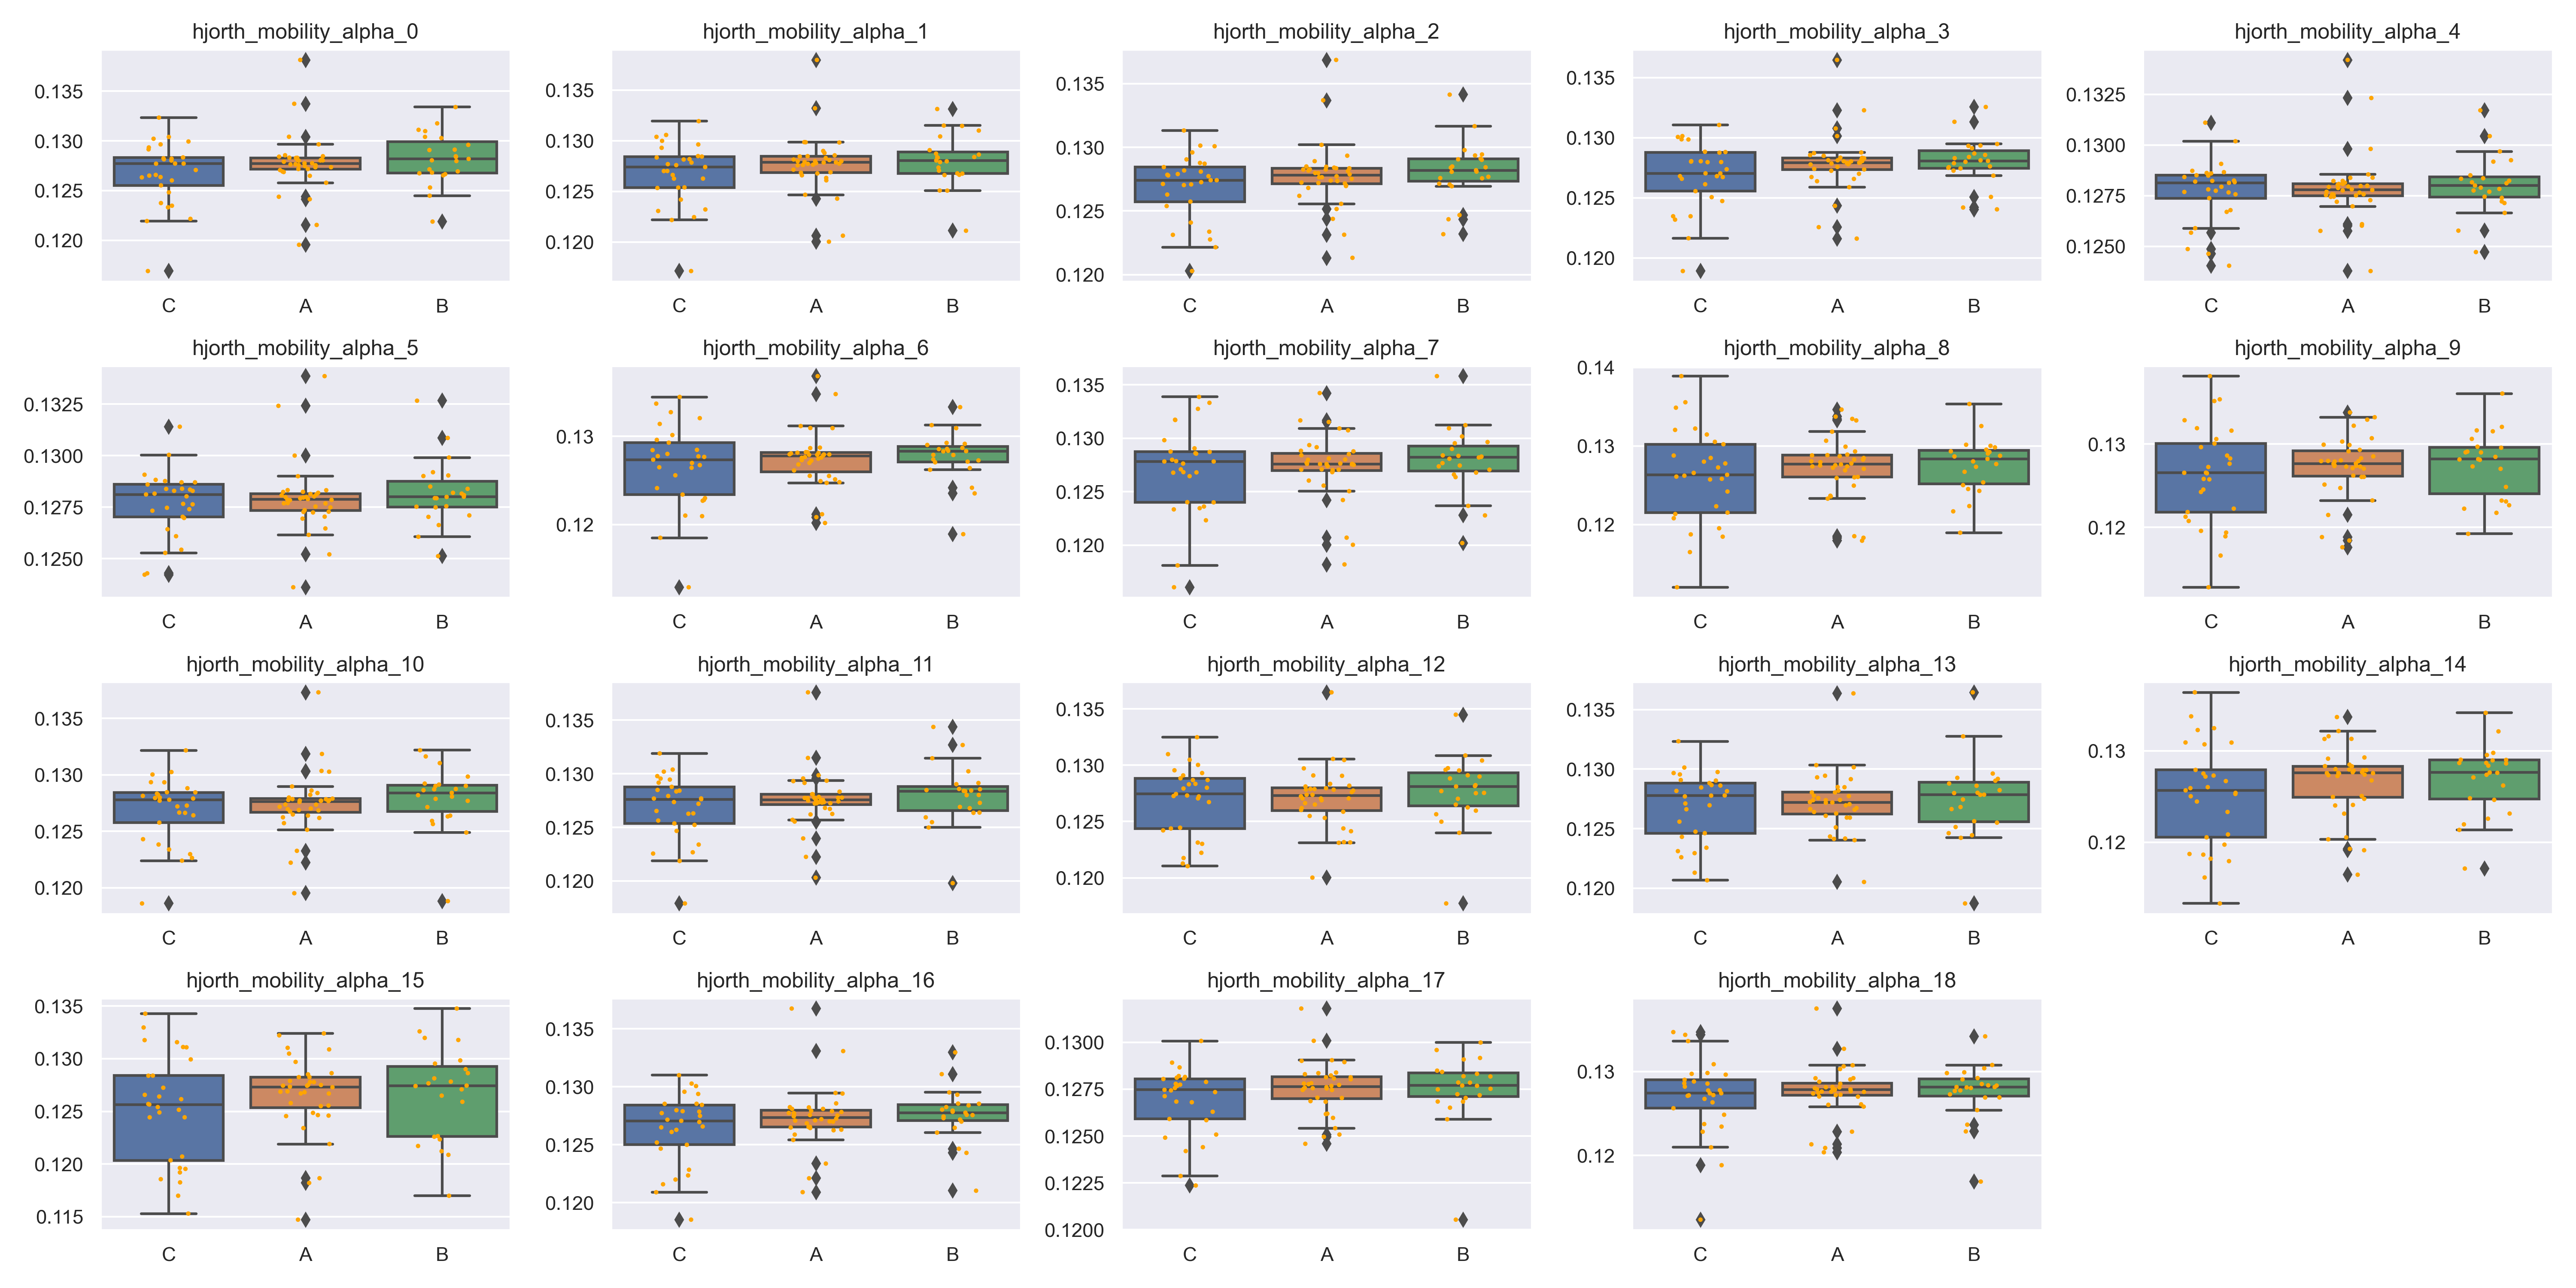 hjorth_mobility_alpha_0
0.135
0.130
0.125
0.120
C A B
hjorth_mobility_alpha_1
0.135
0.130
0.125
0.120
C A B
hjorth_mobility_alpha_2
0.135
0.130
0.125
0.120
C A B
hjorth_mobility_alpha_3
0.135
0.130
0.125
0.120
C A B
hjorth_mobility_alpha_4
0.1325
0.1300
0.1275
0.1250
C A B
hjorth_mobility_alpha_5
0.1325
0.1300
0.1275
0.1250
C A B
hjorth_mobility_alpha_6
0.13
0.12
C A B
hjorth_mobility_alpha_7
0.135
0.130
0.125
0.120
C A B
hjorth_mobility_alpha_8
0.14
0.13
0.12
C A B
hjorth_mobility_alpha_9
0.13
0.12
C A B
hjorth_mobility_alpha_10
0.135
0.130
0.125
0.120
C A B
hjorth_mobility_alpha_11
0.135
0.130
0.125
0.120
C A B
hjorth_mobility_alpha_12
0.135
0.130
0.125
0.120
C A B
hjorth_mobility_alpha_13
0.135
0.130
0.125
0.120
C A B
hjorth_mobility_alpha_14
0.13
0.12
C A B
hjorth_mobility_alpha_15
0.135
0.130
0.125
0.120
0.115
C A B
hjorth_mobility_alpha_16
0.135
0.130
0.125
0.120
C A B
hjorth_mobility_alpha_17
0.1300
0.1275
0.1250
0.1225
0.1200
C A B
hjorth_mobility_alpha_18
0.13
0.12
C A B